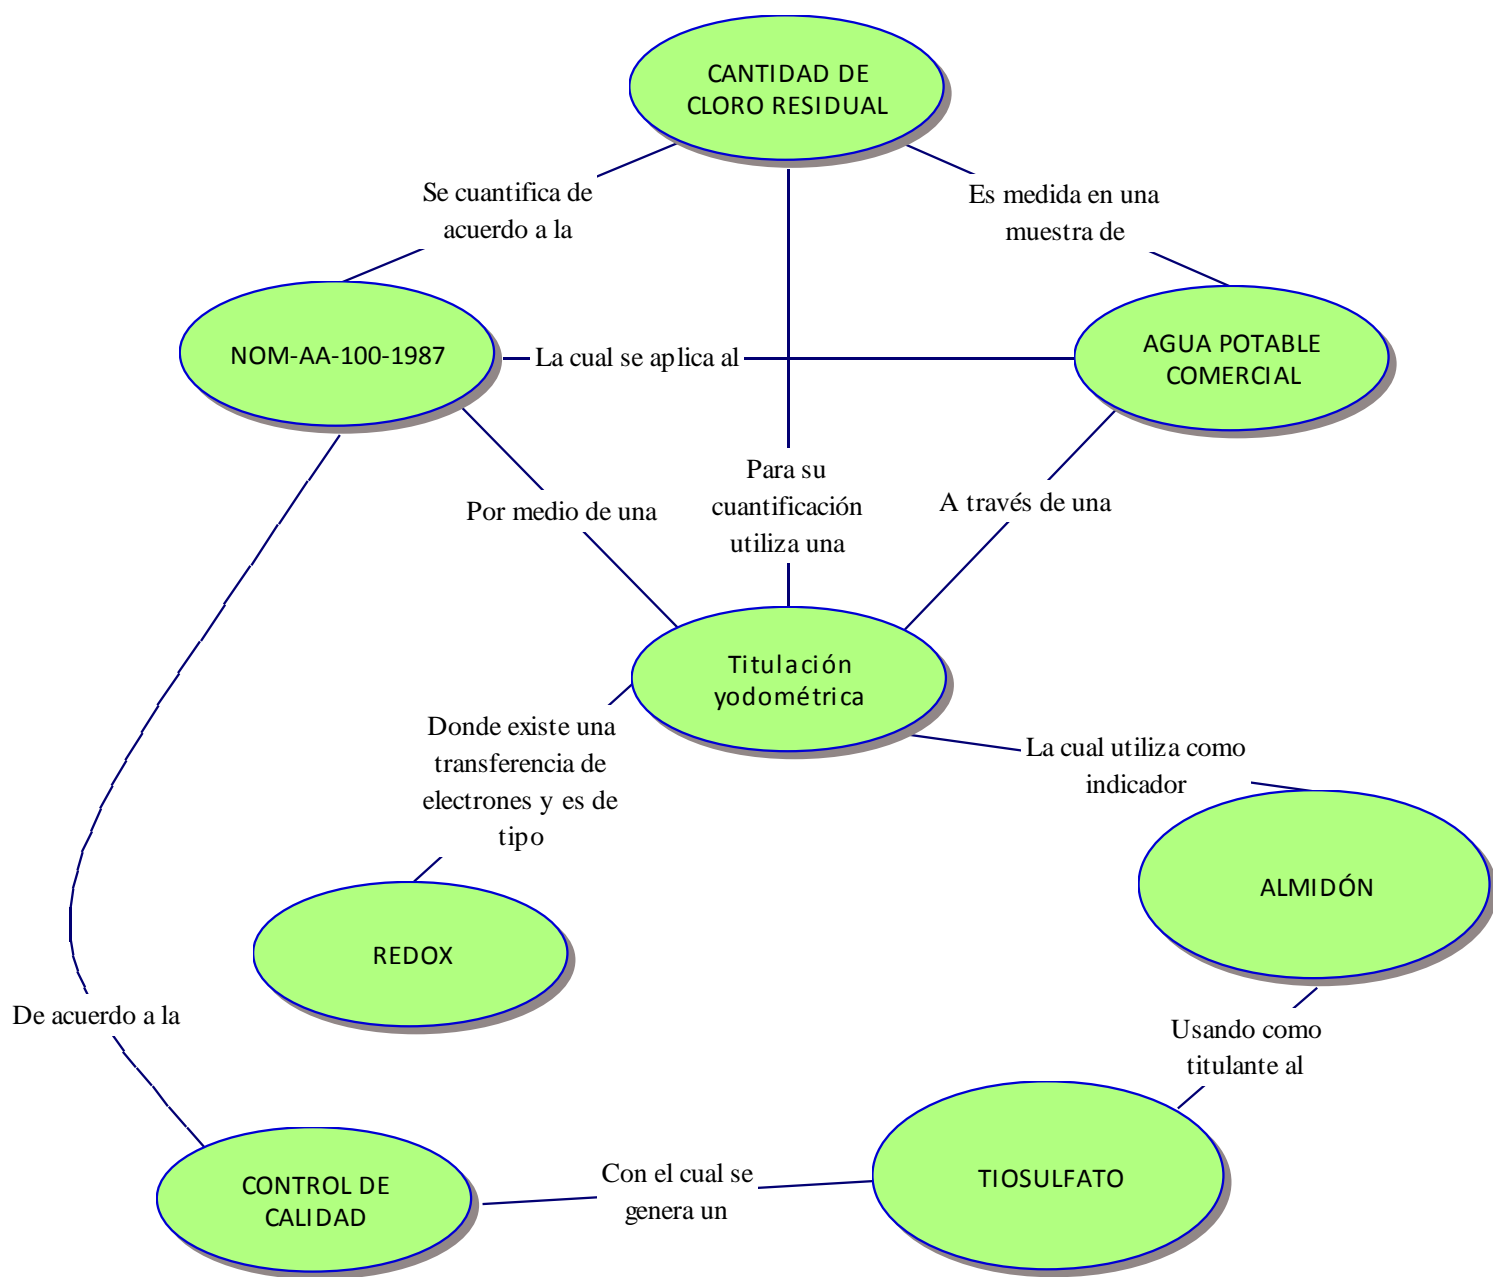 CANTIDAD DE
CLORO RESIDUAL
Se cuantifica de
acuerdo a la
Es medida en una
muestra de
NOM-AA-100-1987
La cual se aplica al
AGUA POTABLE
COMERCIAL
Para su
cuantificación
utiliza una
Por medio de una
A través de una
Titulación
yodométrica
Donde existe una
transferencia de
electrones y es de
tipo
La cual utiliza como
indicador
ALMIDÓN
REDOX
De acuerdo a la
Usando como
titulante al
TIOSULFATO
Con el cual se
genera un
CONTROL DE
CALIDAD